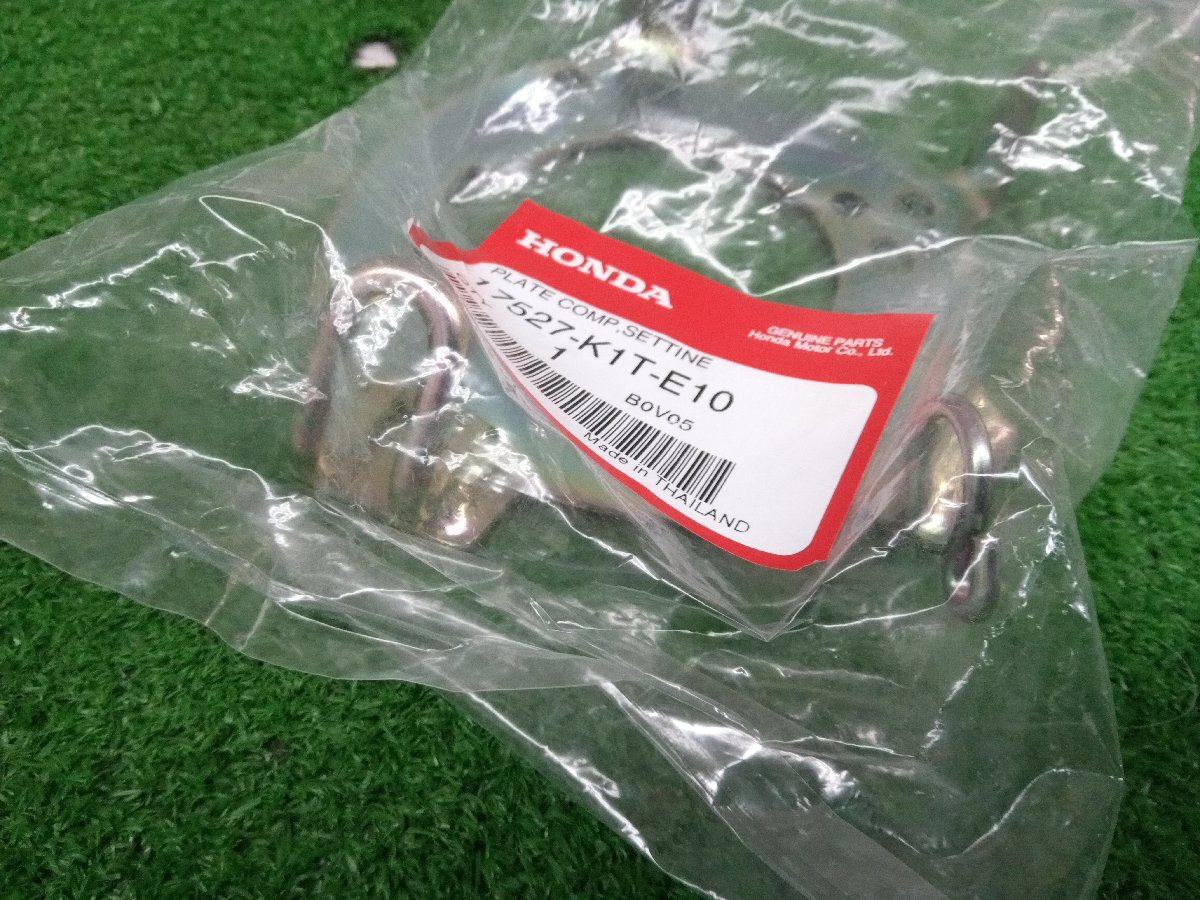 HONDA
GENUINE PARTS
Honda Motor Co., Ltd.
PLATE COMP,SETTINE
17527-K1T-E10
1
B0V05
Made in THAILAND